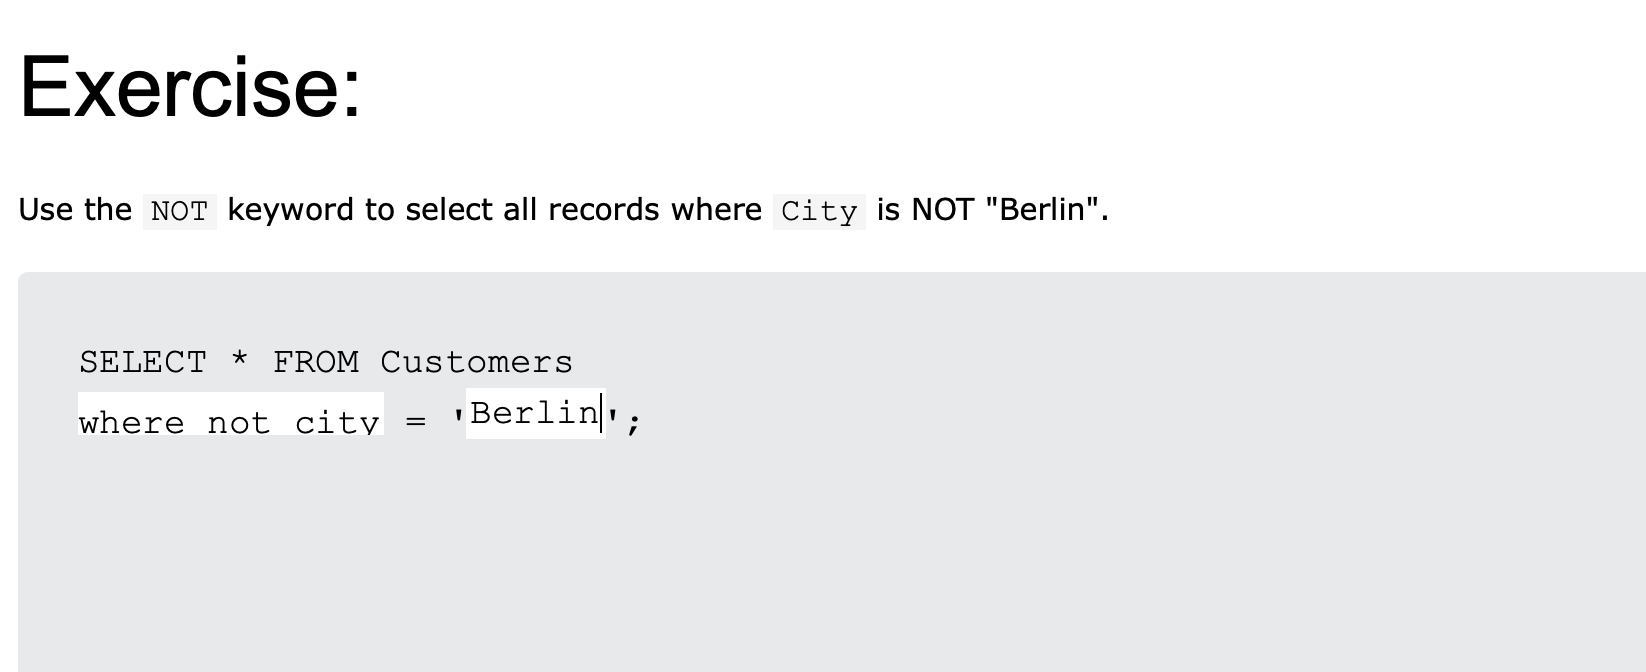 Exercise:
Use the NOT keyword to select all records where City is NOT "Berlin".
SELECT * FROM Customers
where not city = 'Berlin';